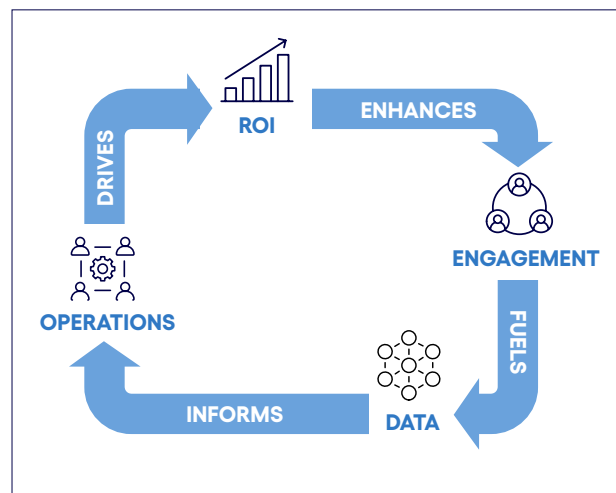 ROI
ENHANCES
ENGAGEMENT
FUELS
DATA
INFORMS
OPERATIONS
DRIVES